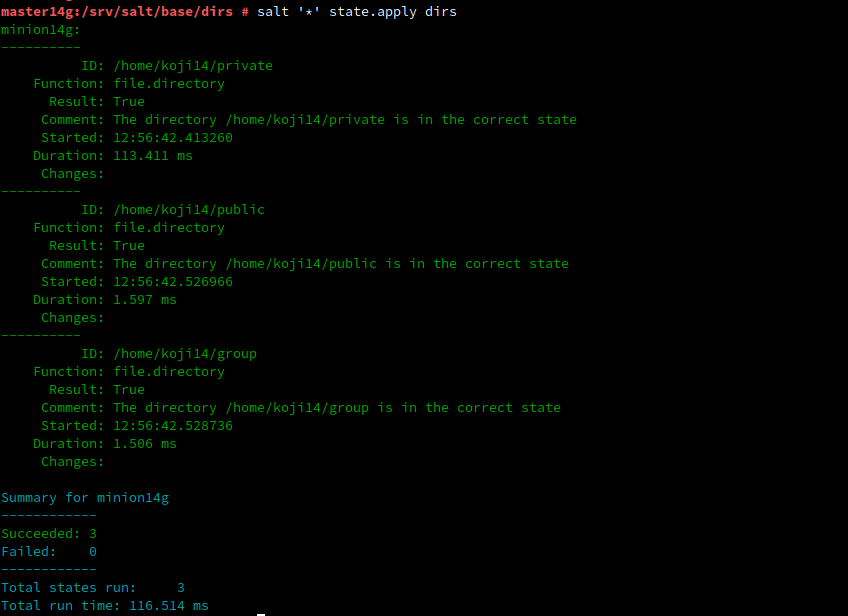 master14g:/srv/salt/base/dirs # salt '*' state.apply dirs
minion14g:
----------
          ID: /home/koji14/private
    Function: file.directory
      Result: True
     Comment: The directory /home/koji14/private is in the correct state
     Started: 12:56:42.413260
    Duration: 113.411 ms
     Changes:
----------
          ID: /home/koji14/public
    Function: file.directory
      Result: True
     Comment: The directory /home/koji14/public is in the correct state
     Started: 12:56:42.526966
    Duration: 1.597 ms
     Changes:
----------
          ID: /home/koji14/group
    Function: file.directory
      Result: True
     Comment: The directory /home/koji14/group is in the correct state
     Started: 12:56:42.528736
    Duration: 1.506 ms
     Changes:

Summary for minion14g
------------
Succeeded: 3
Failed:    0
------------
Total states run:     3
Total run time: 116.514 ms